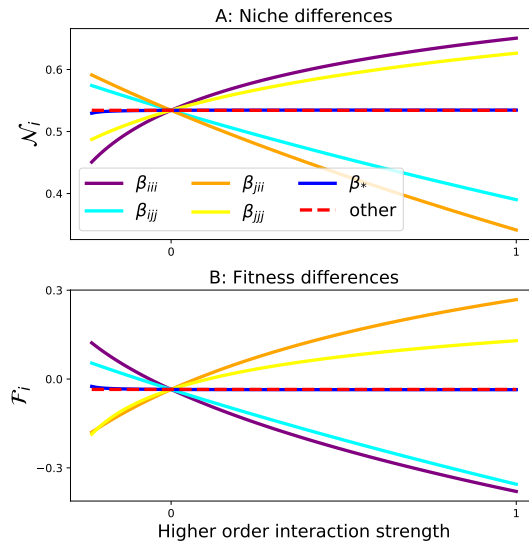 A: Niche differences
𝒩ᵢ
0.6
0.5
0.4
βᵢᵢᵢ βⱼᵢᵢ β*
βᵢⱼⱼ βⱼⱼⱼ other
0 1
B: Fitness differences
ℱᵢ
0.3
0.0
−0.3
0 1
Higher order interaction strength